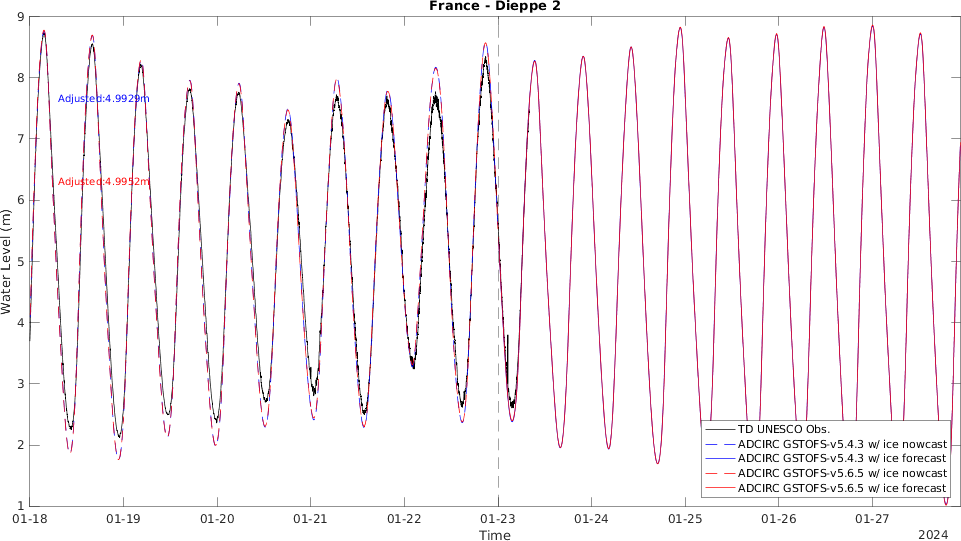 France - Dieppe 2
9
8
7
6
5
4
3
2
1
Water Level (m)
Adjusted:4.9929m
Adjusted:4.9952m
TD UNESCO Obs.
ADCIRC GSTOFS-v5.4.3 w/ ice nowcast
ADCIRC GSTOFS-v5.4.3 w/ ice forecast
ADCIRC GSTOFS-v5.6.5 w/ ice nowcast
ADCIRC GSTOFS-v5.6.5 w/ ice forecast
01-18 01-19 01-20 01-21 01-22 01-23 01-24 01-25 01-26 01-27
Time
2024